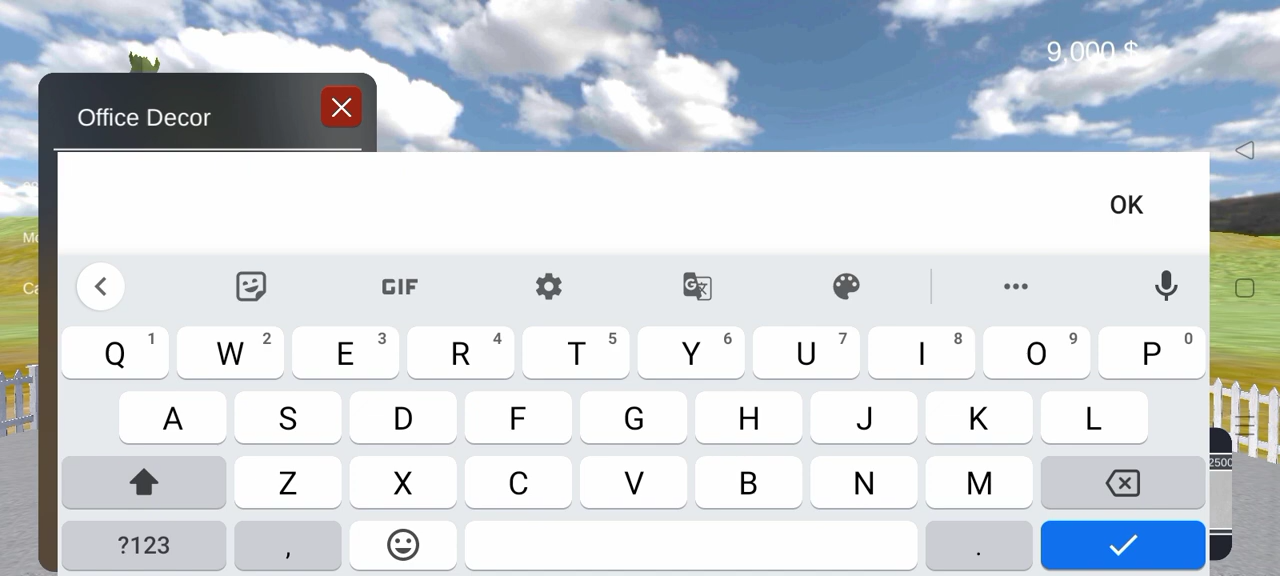 9,000 $
Office Decor
OK
GIF
Q 1 W 2 E 3 R 4 T 5 Y 6 U 7 I 8 O 9 P 0
A S D F G H J K L
Z X C V B N M
2500
?123 , .